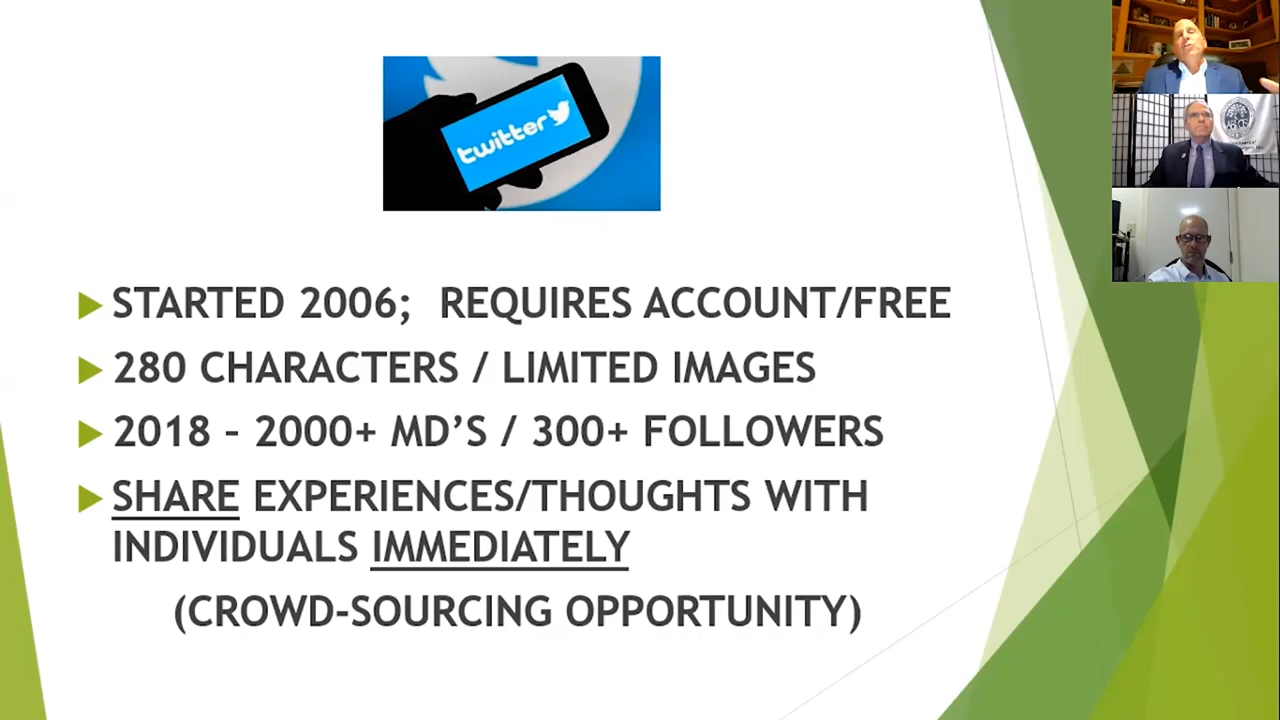 twitter
STARTED 2006; REQUIRES ACCOUNT/FREE
280 CHARACTERS / LIMITED IMAGES
2018 – 2000+ MD’S / 300+ FOLLOWERS
SHARE EXPERIENCES/THOUGHTS WITH
INDIVIDUALS IMMEDIATELY
(CROWD-SOURCING OPPORTUNITY)